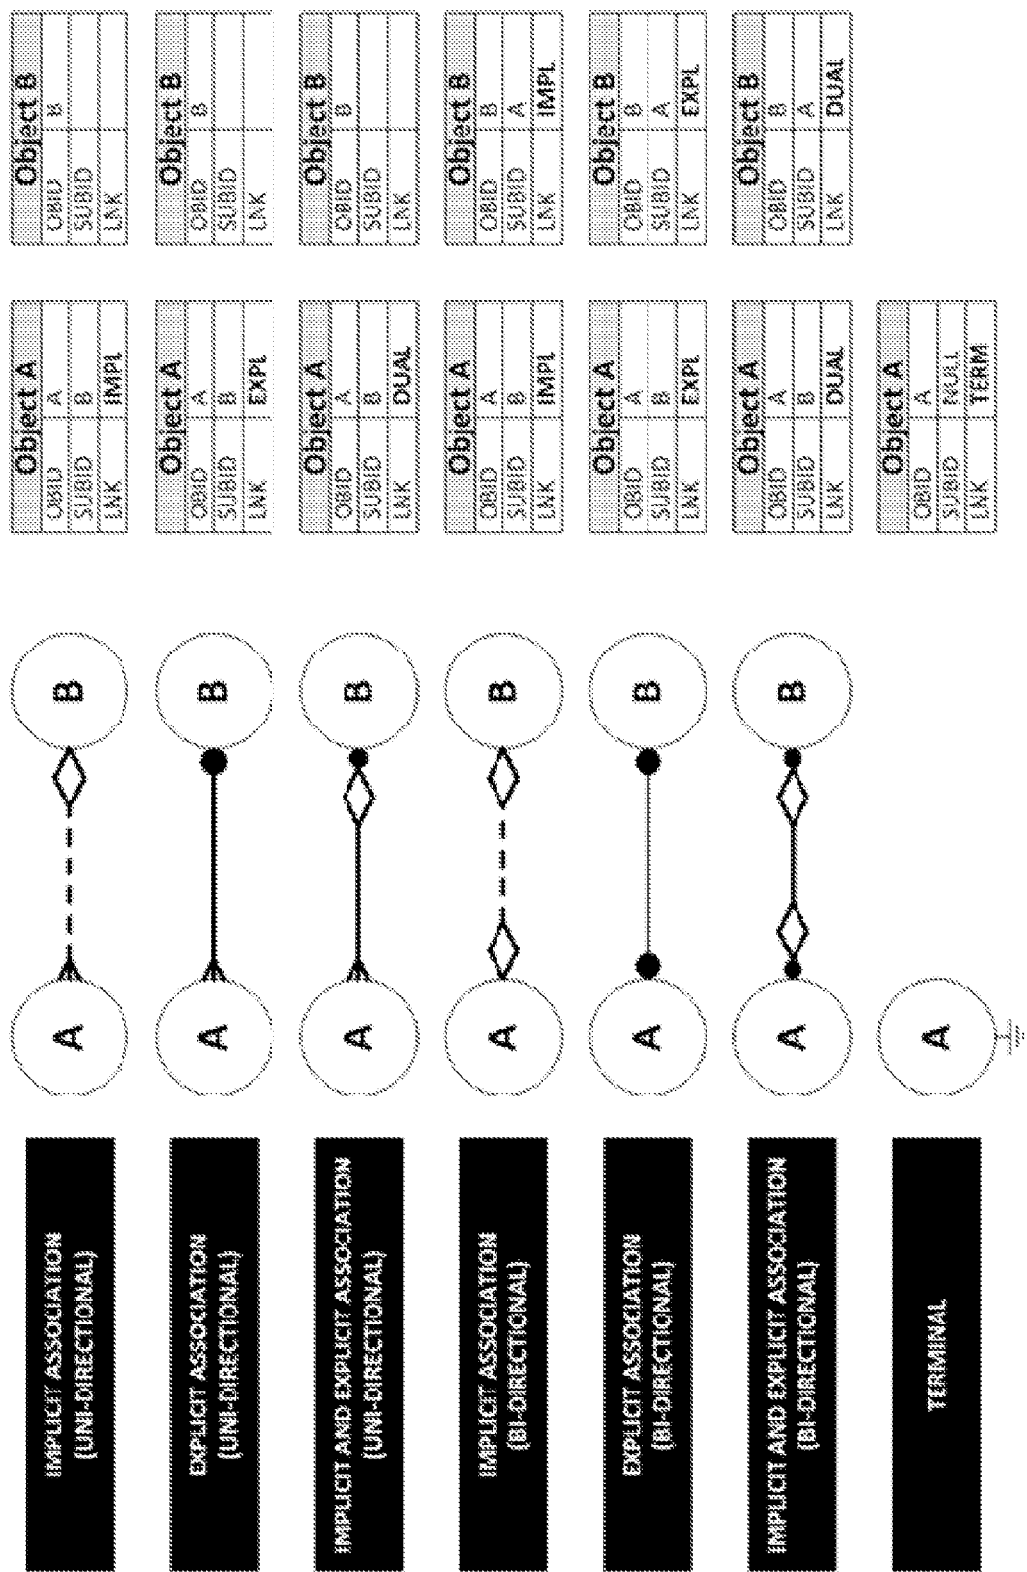 IMPLICIT ASSOCIATION
(UNI-DIRECTIONAL)
A
B
Object A
OBID A
SUBID B
LNK IMPL
Object B
OBID B
SUBID
LNK
EXPLICIT ASSOCIATION
(UNI-DIRECTIONAL)
A
B
Object A
OBID A
SUBID B
LNK EXPL
Object B
OBID B
SUBID
LNK
IMPLICIT AND EXPLICIT ASSOCIATION
(UNI-DIRECTIONAL)
A
B
Object A
OBID A
SUBID B
LNK DUAL
Object B
OBID B
SUBID
LNK
IMPLICIT ASSOCIATION
(BI-DIRECTIONAL)
A
B
Object A
OBID A
SUBID B
LNK IMPL
Object B
OBID B
SUBID A
LNK IMPL
EXPLICIT ASSOCIATION
(BI-DIRECTIONAL)
A
B
Object A
OBID A
SUBID B
LNK EXPL
Object B
OBID B
SUBID A
LNK EXPL
IMPLICIT AND EXPLICIT ASSOCIATION
(BI-DIRECTIONAL)
A
B
Object A
OBID A
SUBID B
LNK DUAL
Object B
OBID B
SUBID A
LNK DUAL
TERMINAL
A
Object A
OBID A
SUBID NULL
LNK TERM